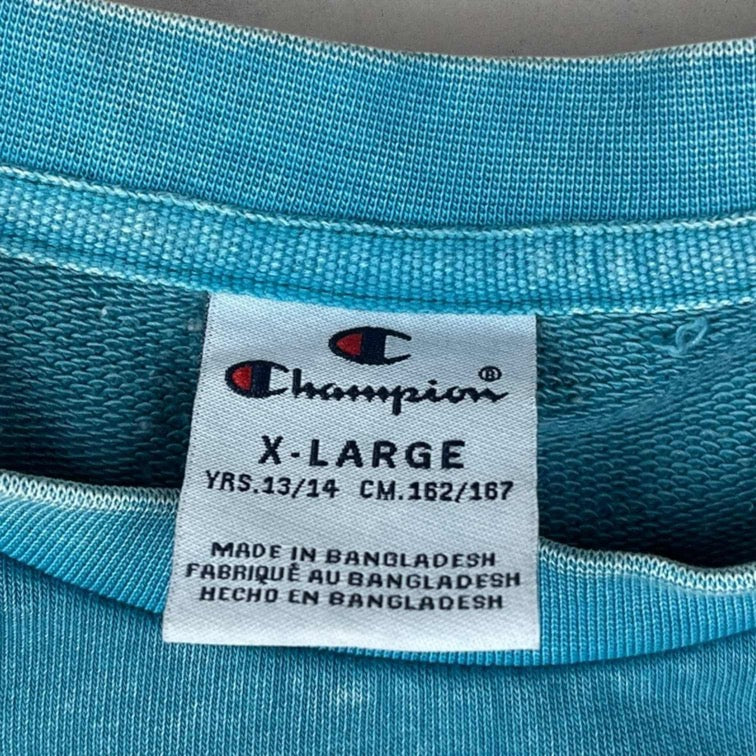 Champion®
X-LARGE
YRS.13/14 CM.162/167
MADE IN BANGLADESH
FABRIQUÉ AU BANGLADESH
HECHO EN BANGLADESH